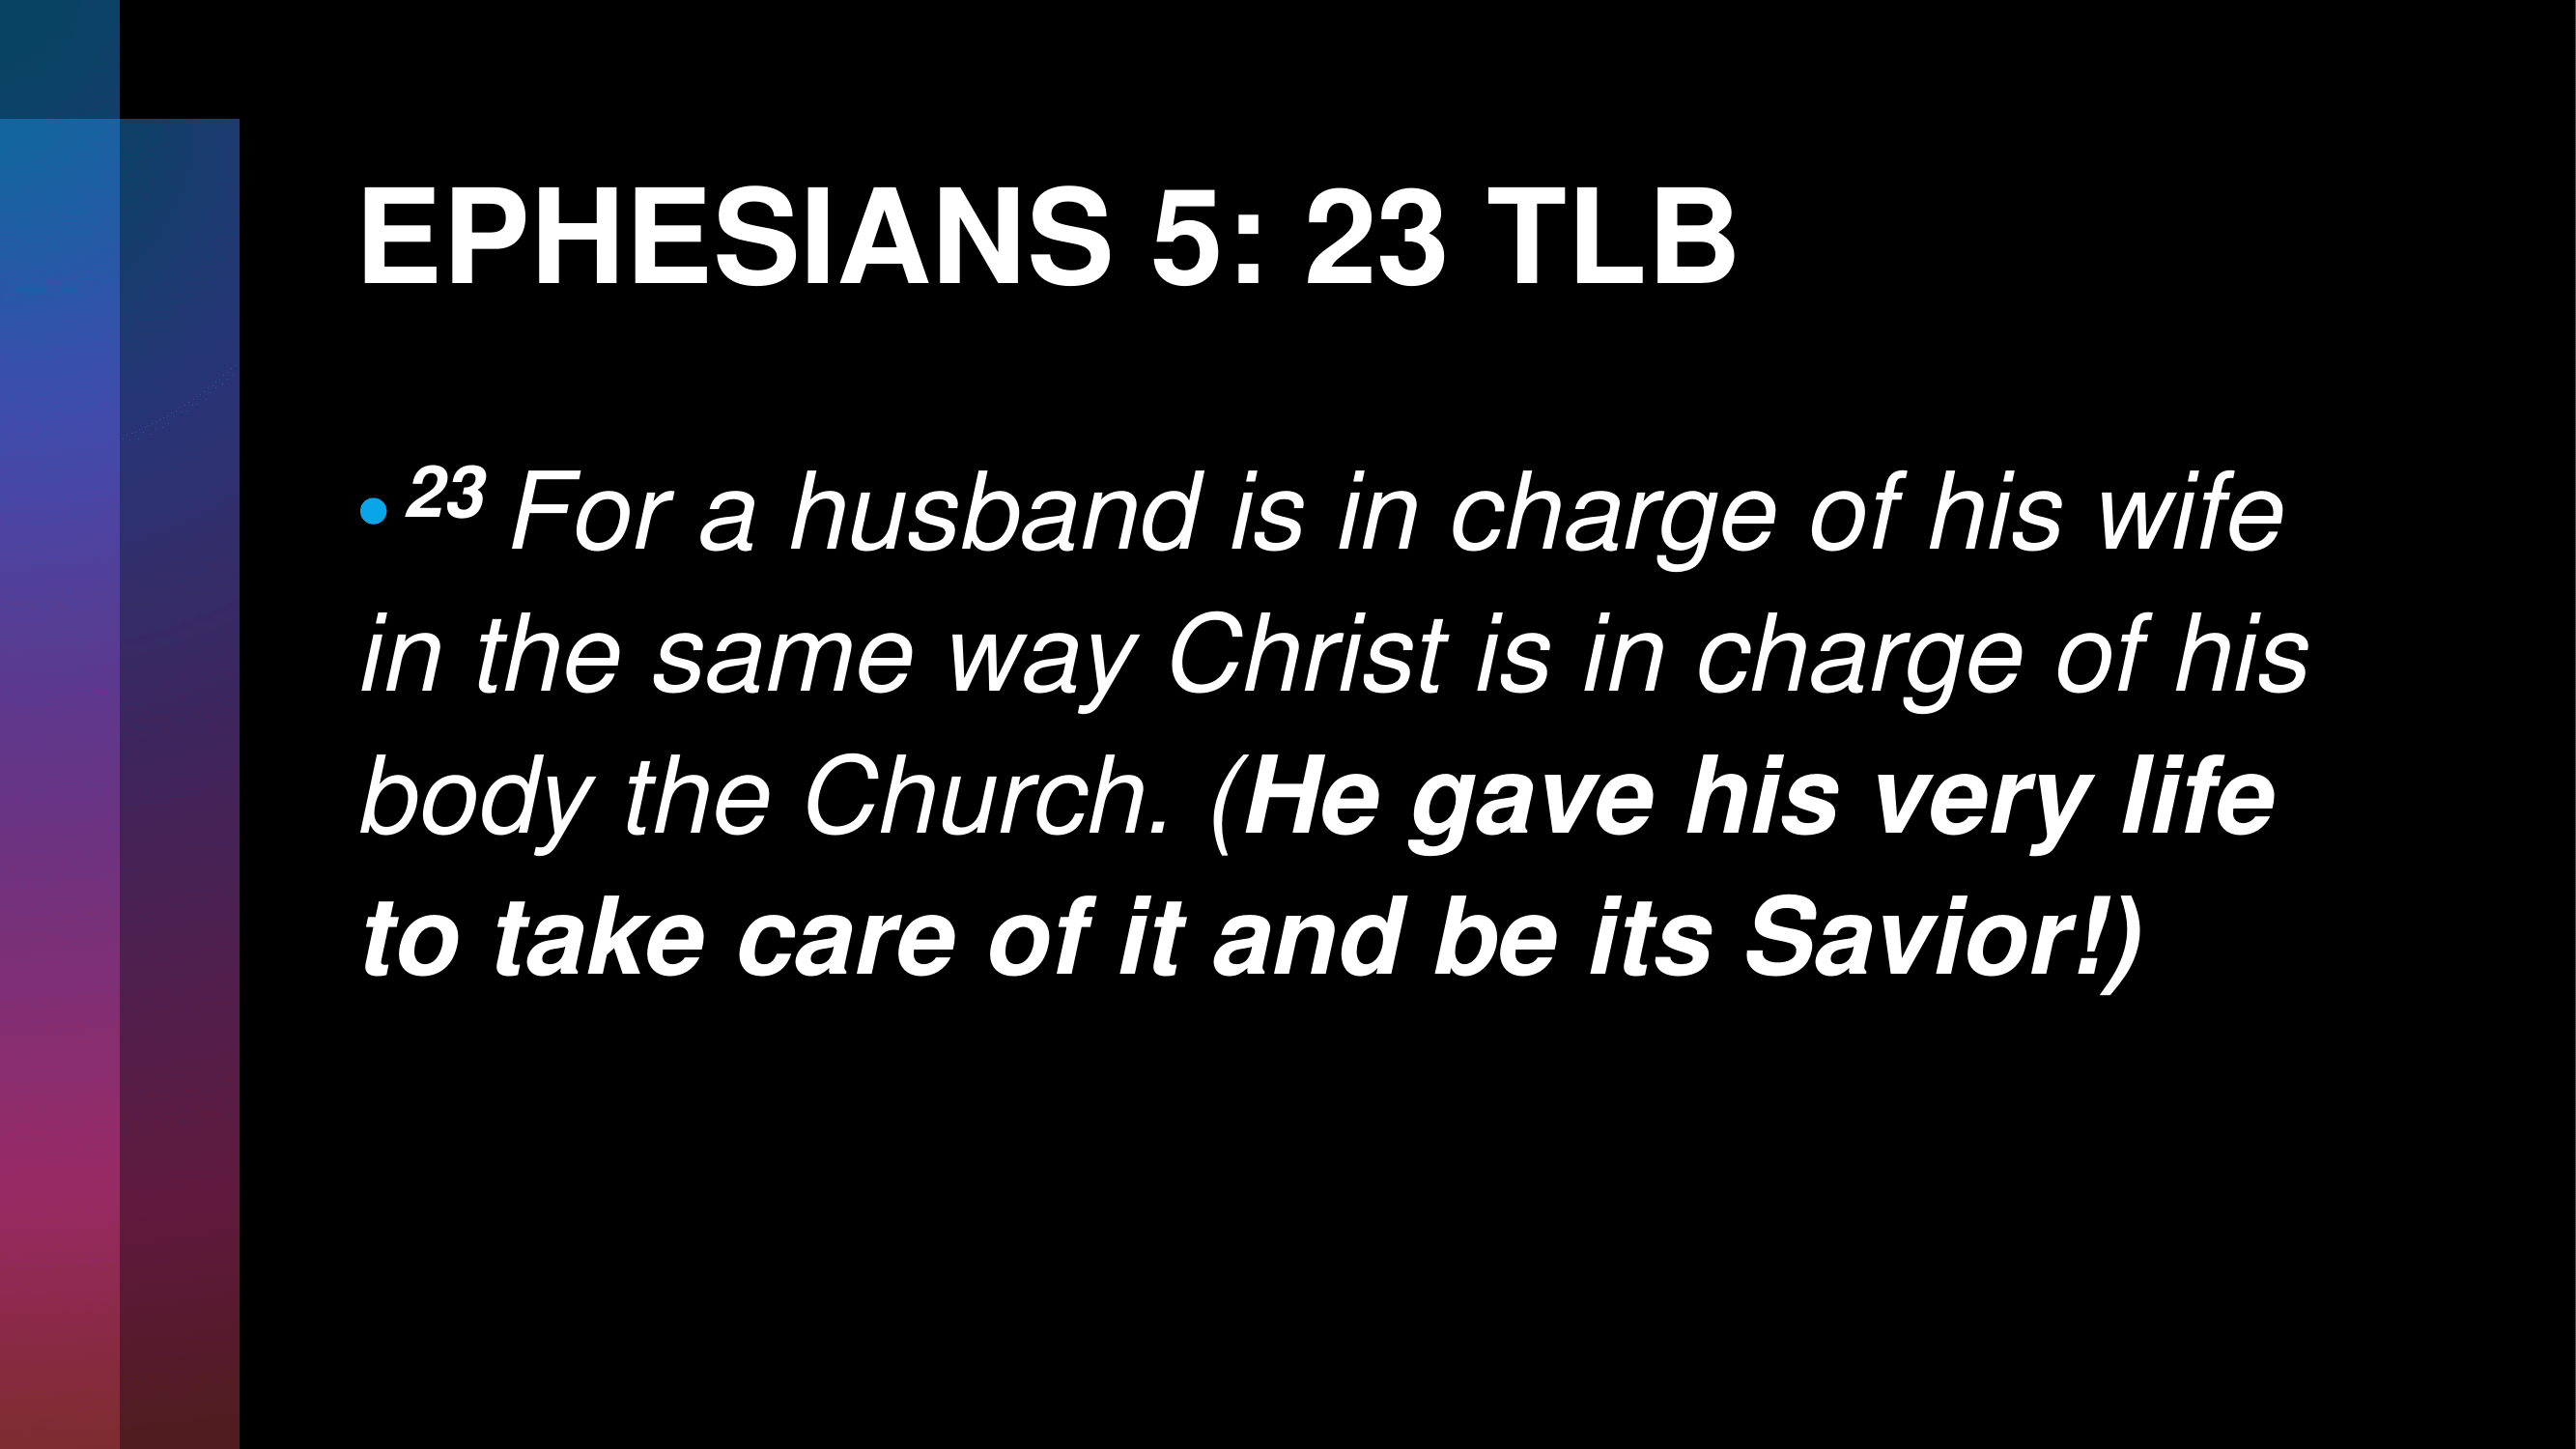 EPHESIANS 5: 23 TLB
• 23 For a husband is in charge of his wife
in the same way Christ is in charge of his
body the Church. (He gave his very life
to take care of it and be its Savior!)